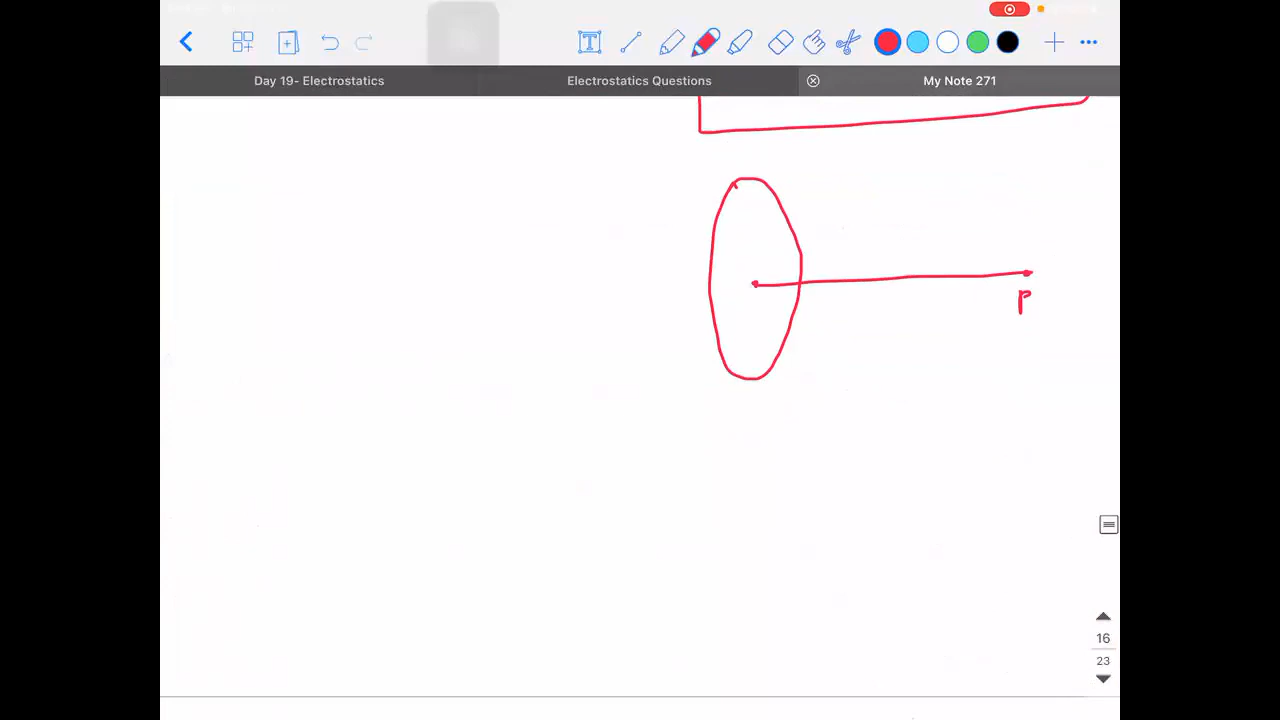 T
Day 19- Electrostatics
Electrostatics Questions
My Note 271
P
16
23